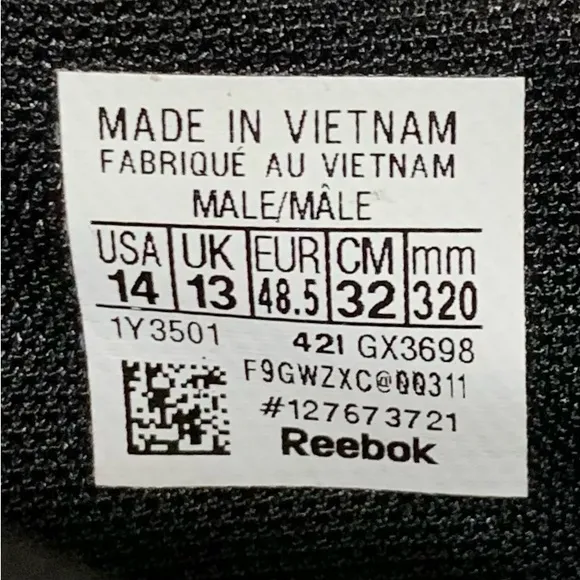 MADE IN VIETNAM
FABRIQUÉ AU VIETNAM
MALE/MÂLE
USA UK EUR CM mm
14 13 48.5 32 320
1Y3501 421 GX3698
F9GWZXC@00311
#127673721
Reebok